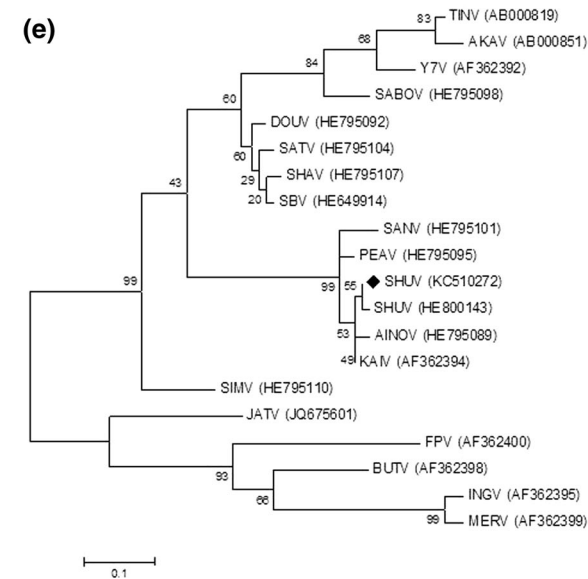 (e)
83
TINV (AB000819)
AKAV (AB000851)
68
Y7V (AF362392)
84
SABOV (HE795098)
60
DOUV (HE795092)
60
SATV (HE795104)
29
SHAV (HE795107)
20
SBV (HE649914)
43
SANV (HE795101)
PEAV (HE795095)
99
55
SHUV (KC510272)
SHUV (HE800143)
53
AINOV (HE795089)
49
KAIV (AF362394)
99
SIMV (HE795110)
JATV (JQ675601)
FPV (AF362400)
93
BUTV (AF362398)
66
INGV (AF362395)
99
MERV (AF362399)
0.1